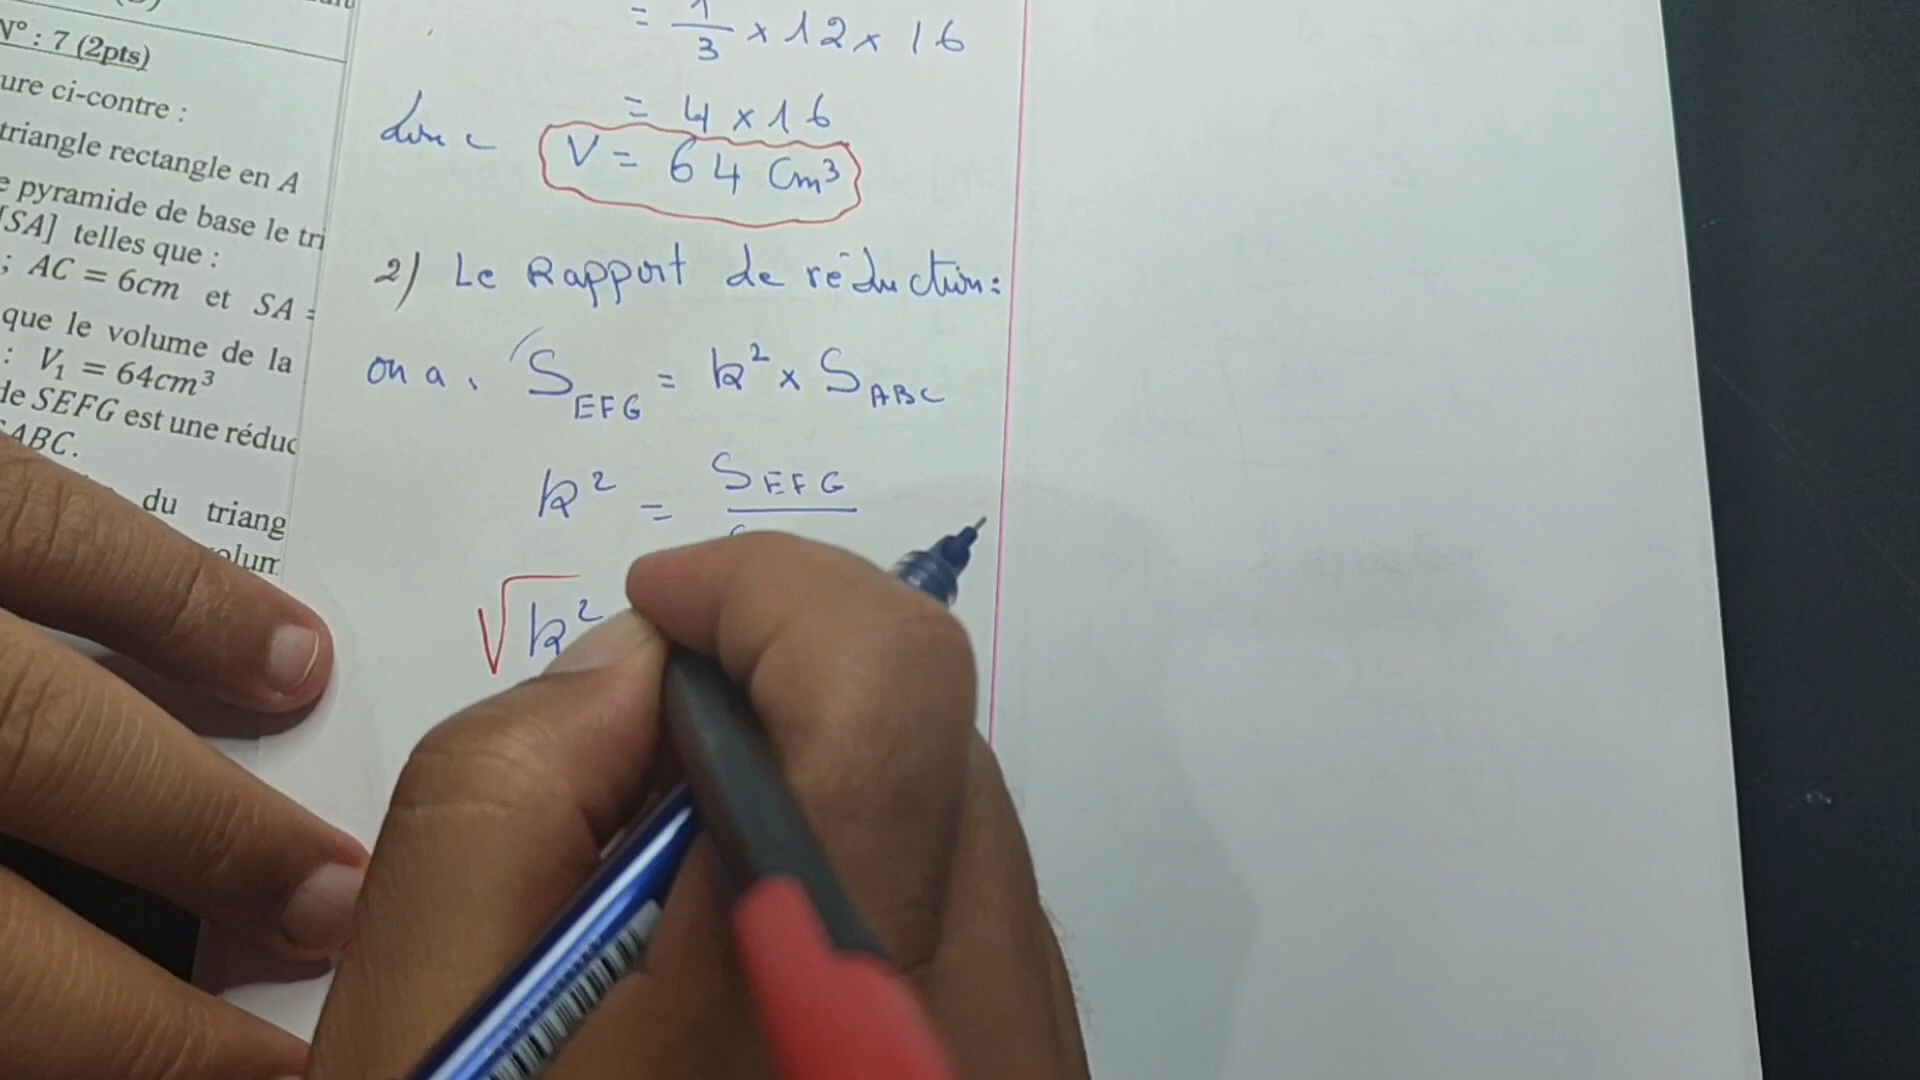 N° : 7 (2pts)
ure ci-contre :
triangle rectangle en A
e pyramide de base le tri
[SA] telles que :
; AC = 6cm et SA =
que le volume de la
: V₁ = 64cm³
de SEFG est une réduc
SABC.
du triang
volum
= 1/3 × 12 × 16
= 4 × 16
donc V = 64 Cm³
2) Le Rapport de réduction :
on a : S_EFG = k² × S_ABC
k² = S_EFG
√k²